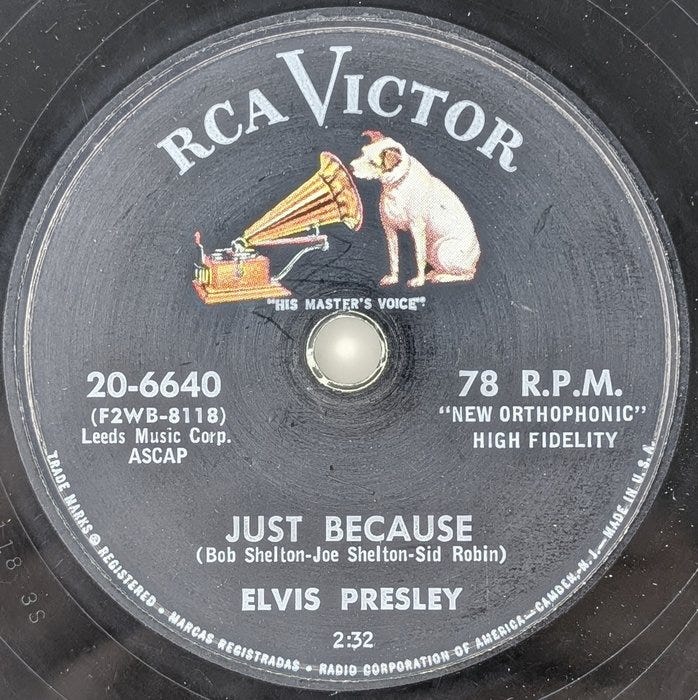 RCA VICTOR
"HIS MASTER'S VOICE".
20-6640
(F2WB-8118)
Leeds Music Corp.
ASCAP
78 R.P.M.
"NEW ORTHOPHONIC"
HIGH FIDELITY
JUST BECAUSE
(Bob Shelton-Joe Shelton-Sid Robin)
ELVIS PRESLEY
2:32
TRADE MARKS ® REGISTERED • MARCAS REGISTRADAS • RADIO CORPORATION OF AMERICA—CAMDEN, N. J.—MADE IN U.S.A.
18 3S